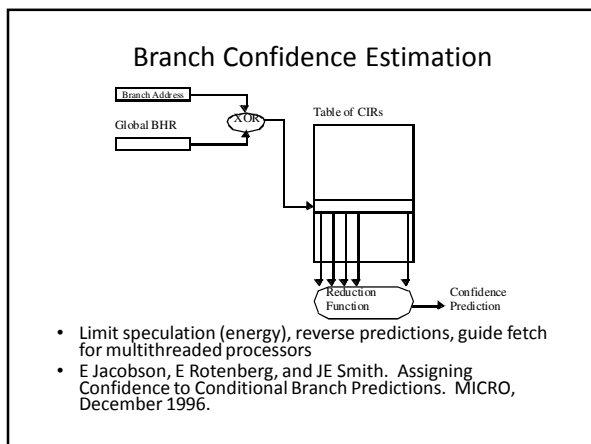 Branch Confidence Estimation
Branch Address
XOR
Global BHR
Table of CIRs
Reduction
Function
Confidence
Prediction
• Limit speculation (energy), reverse predictions, guide fetch
for multithreaded processors
• E Jacobson, E Rotenberg, and JE Smith. Assigning
Confidence to Conditional Branch Predictions. MICRO,
December 1996.